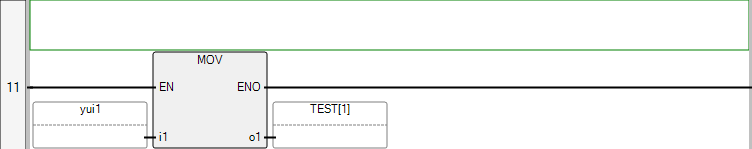 MOV
11
EN
ENO
yui1
TEST[1]
i1
o1